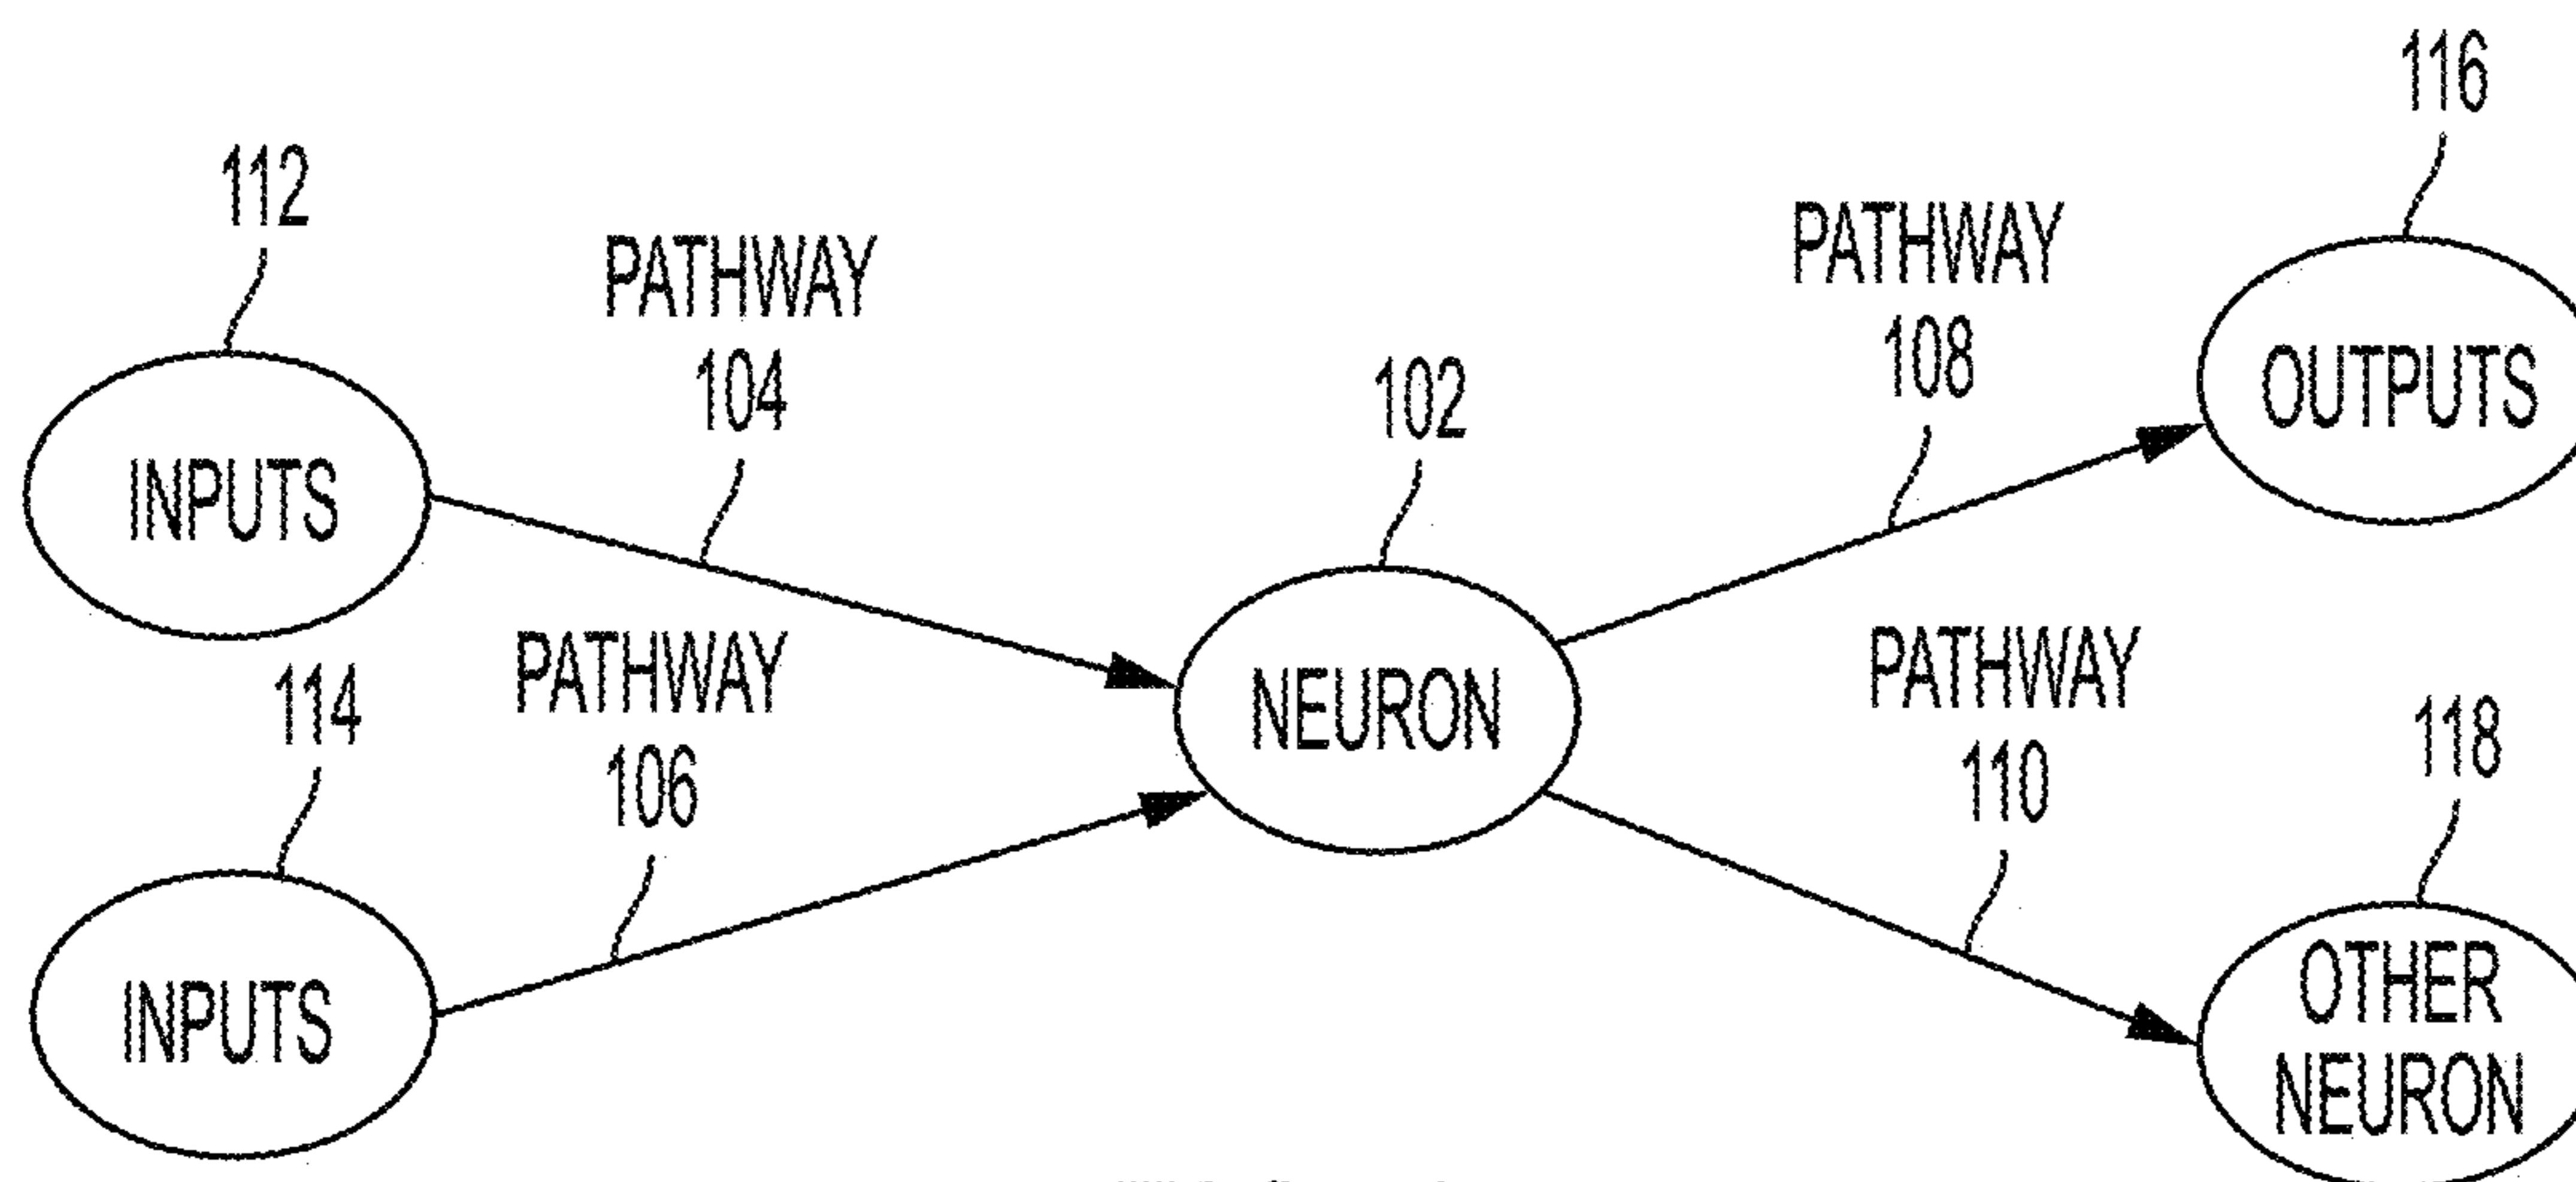 116
112
PATHWAY
108
PATHWAY
104
102
OUTPUTS
INPUTS
PATHWAY
106
114
NEURON
PATHWAY
110
118
INPUTS
OTHER
NEURON